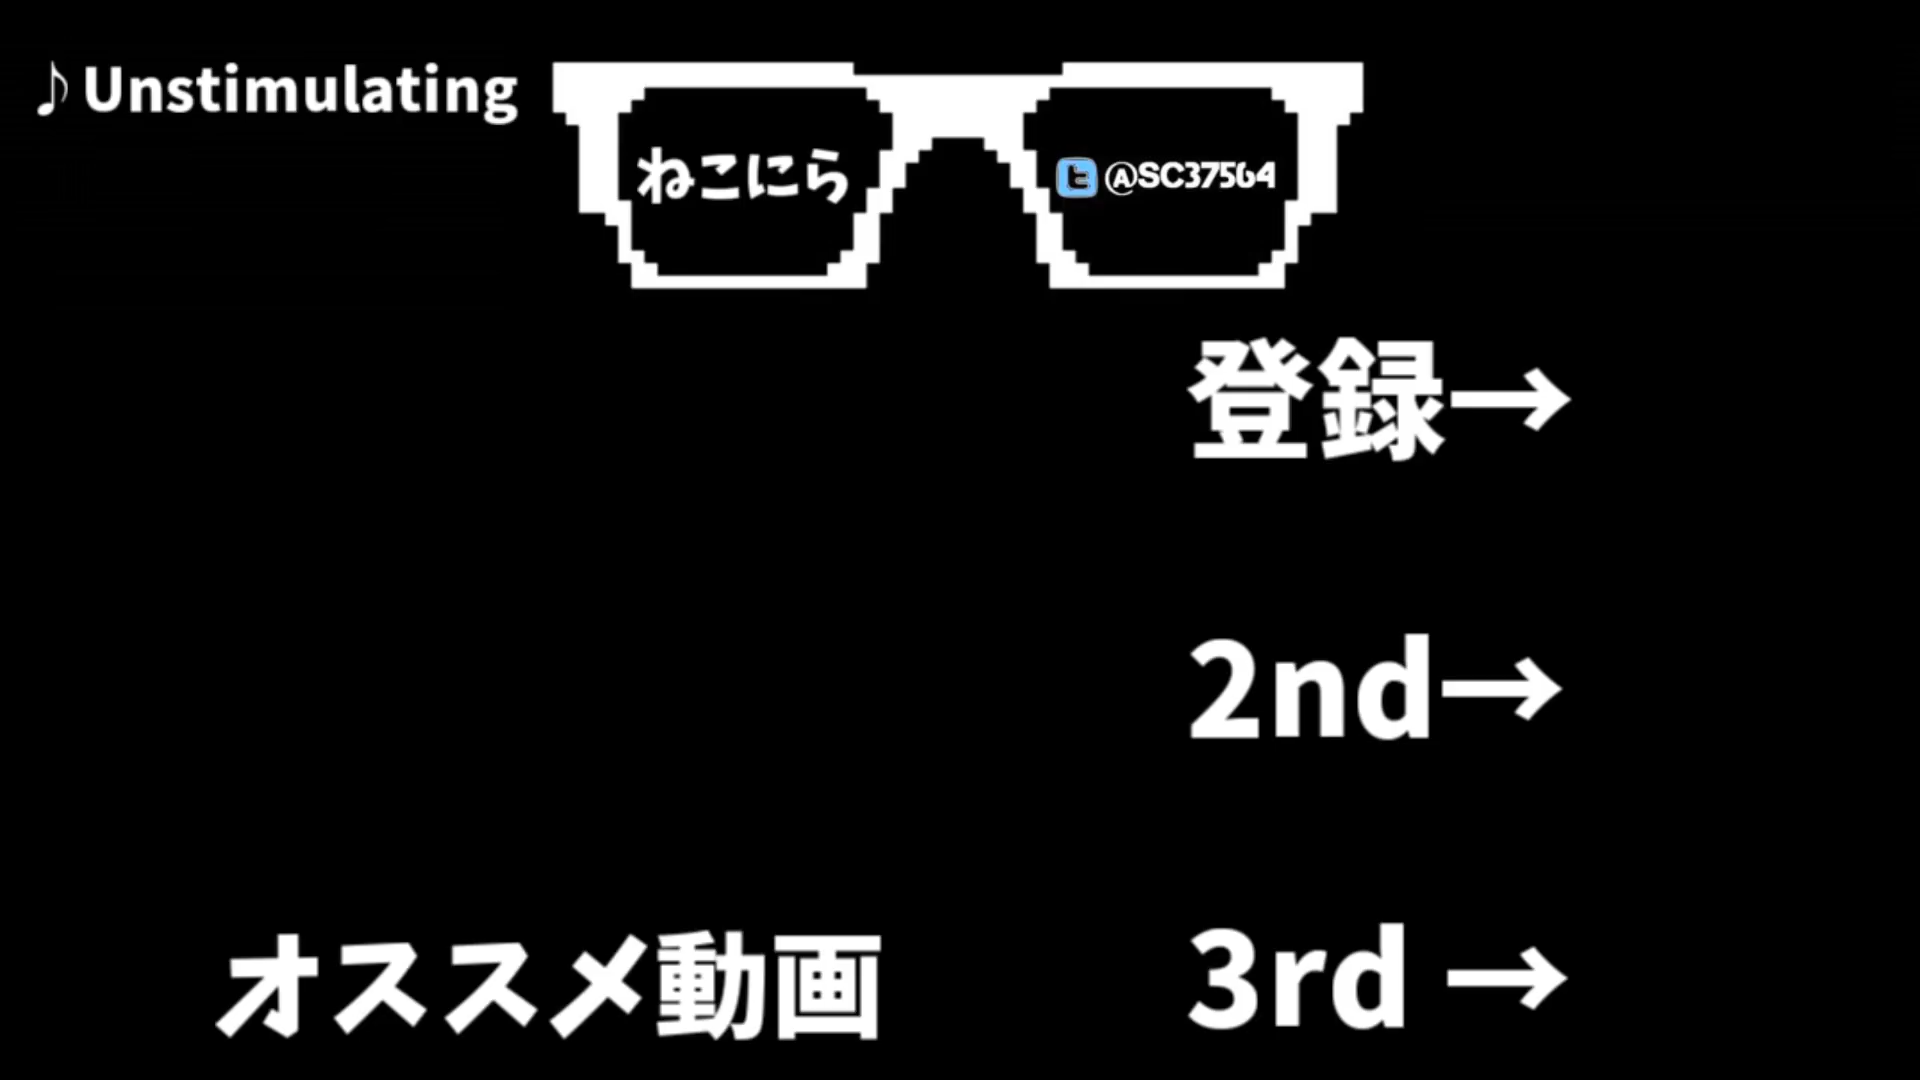 ♪Unstimulating
ねこにら
@SC37564
登録→
2nd→
オススメ動画
3rd →